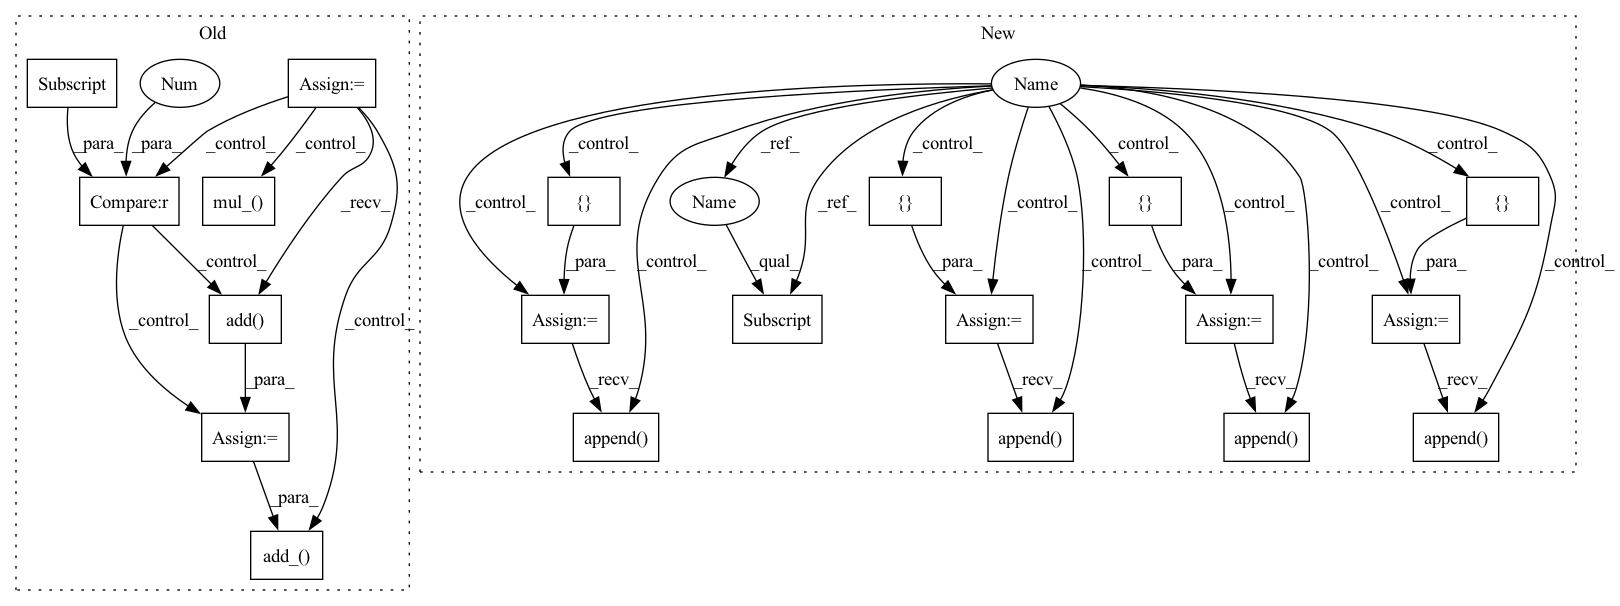 Old
New
Subscript
Num
Assign:=
Name
_para_
_para_
_control_
_control_
_control_
_ref_
_control_
_control_
_control_
Compare:r
mul_()
_recv_
_control_
{}
Name
_ref_
{}
_control_
{}
_control_
_control_
{}
_control_
_para_
_control_
_qual_
_para_
_control_
_para_
_control_
_para_
_control_
_control_
add()
_control_
Assign:=
Subscript
Assign:=
Assign:=
Assign:=
_para_
_recv_
_recv_
_recv_
_recv_
Assign:=
append()
append()
append()
append()
_para_
add_()